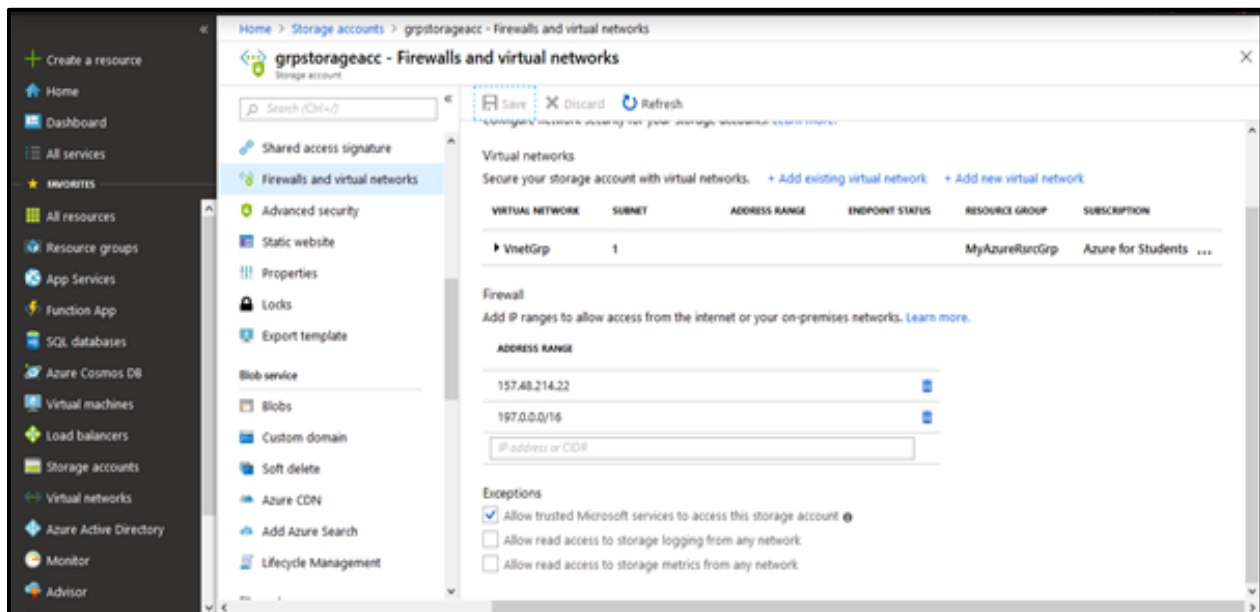 Home > Storage accounts > grpstorageacc - Firewalls and virtual networks
grpstorageacc - Firewalls and virtual networks
Storage account
Create a resource
Home
Dashboard
All services
FAVORITES
All resources
Resource groups
App Services
Function App
SQL databases
Azure Cosmos DB
Virtual machines
Load balancers
Storage accounts
Virtual networks
Azure Active Directory
Monitor
Advisor
Search (Ctrl+/)
Shared access signature
Firewalls and virtual networks
Advanced security
Static website
Properties
Locks
Export template
Blob service
Blobs
Custom domain
Soft delete
Azure CDN
Add Azure Search
Lifecycle Management
Save Discard Refresh
configure network security for your storage accounts. Learn more.
Virtual networks
Secure your storage account with virtual networks. + Add existing virtual network + Add new virtual network
VIRTUAL NETWORK SUBNET ADDRESS RANGE ENDPOINT STATUS RESOURCE GROUP SUBSCRIPTION
VnetGrp 1 MyAzureRsrcGrp Azure for Students ...
Firewall
Add IP ranges to allow access from the internet or your on-premises networks. Learn more.
ADDRESS RANGE
157.48.214.22
197.0.0.0/16
IP address or CIDR
Exceptions
Allow trusted Microsoft services to access this storage account
Allow read access to storage logging from any network
Allow read access to storage metrics from any network